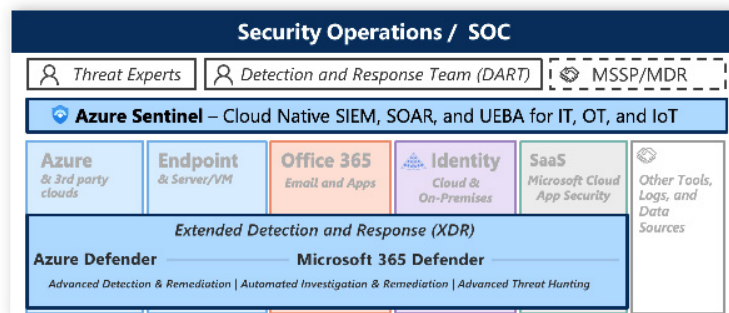 Security Operations / SOC
Threat Experts
Detection and Response Team (DART)
MSSP/MDR
Azure Sentinel – Cloud Native SIEM, SOAR, and UEBA for IT, OT, and IoT
Azure
& 3rd party
clouds
Endpoint
& Server/VM
Office 365
Email and Apps
Identity
Cloud &
On-Premises
SaaS
Microsoft Cloud
App Security
Other Tools,
Logs, and
Data
Sources
Extended Detection and Response (XDR)
Azure Defender
Microsoft 365 Defender
Advanced Detection & Remediation | Automated Investigation & Remediation | Advanced Threat Hunting